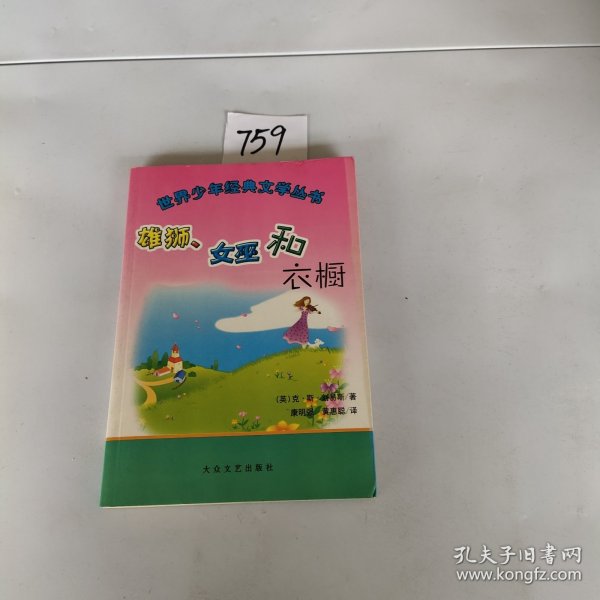 759
世界少年经典文学丛书
雄狮、女巫和
衣橱
(英)克·斯·易斯/著
康明强 黄惠聪/译
大众文艺出版社
孔夫子旧书网
www.kongfz.com